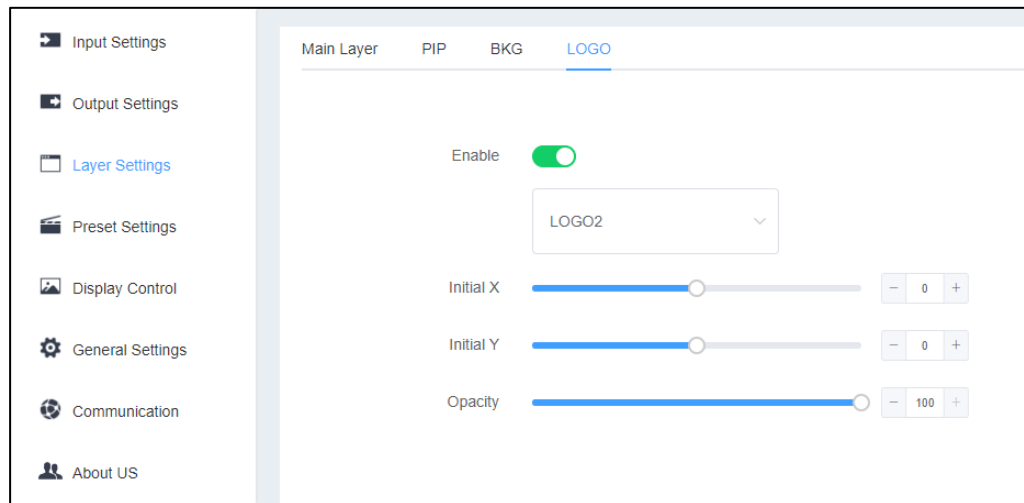 Input Settings
Output Settings
Layer Settings
Preset Settings
Display Control
General Settings
Communication
About US
Main Layer PIP BKG LOGO
Enable
LOGO2
Initial X − 0 +
Initial Y − 0 +
Opacity − 100 +